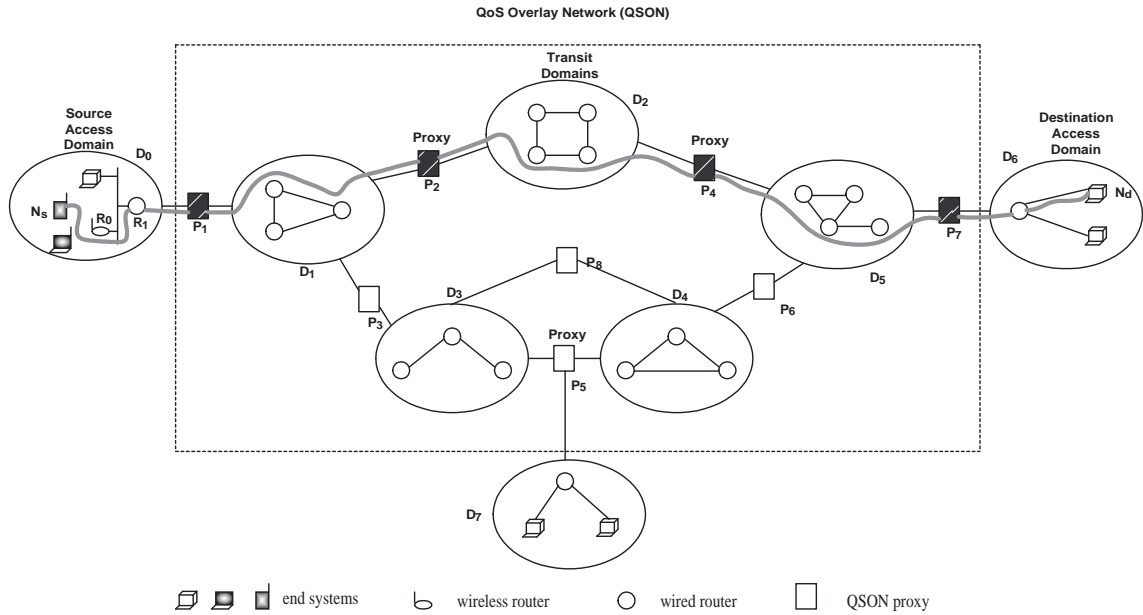 QoS Overlay Network (QSON)
Transit
Domains
D2
Source
Access
Domain
D0
Proxy
P2
Proxy
P4
Destination
Access
Domain
D6
Ns
R0
R1
P1
Nd
P7
D1
D5
P8
P3
D3
D4
P6
Proxy
P5
D7
end systems
wireless router
wired router
QSON proxy